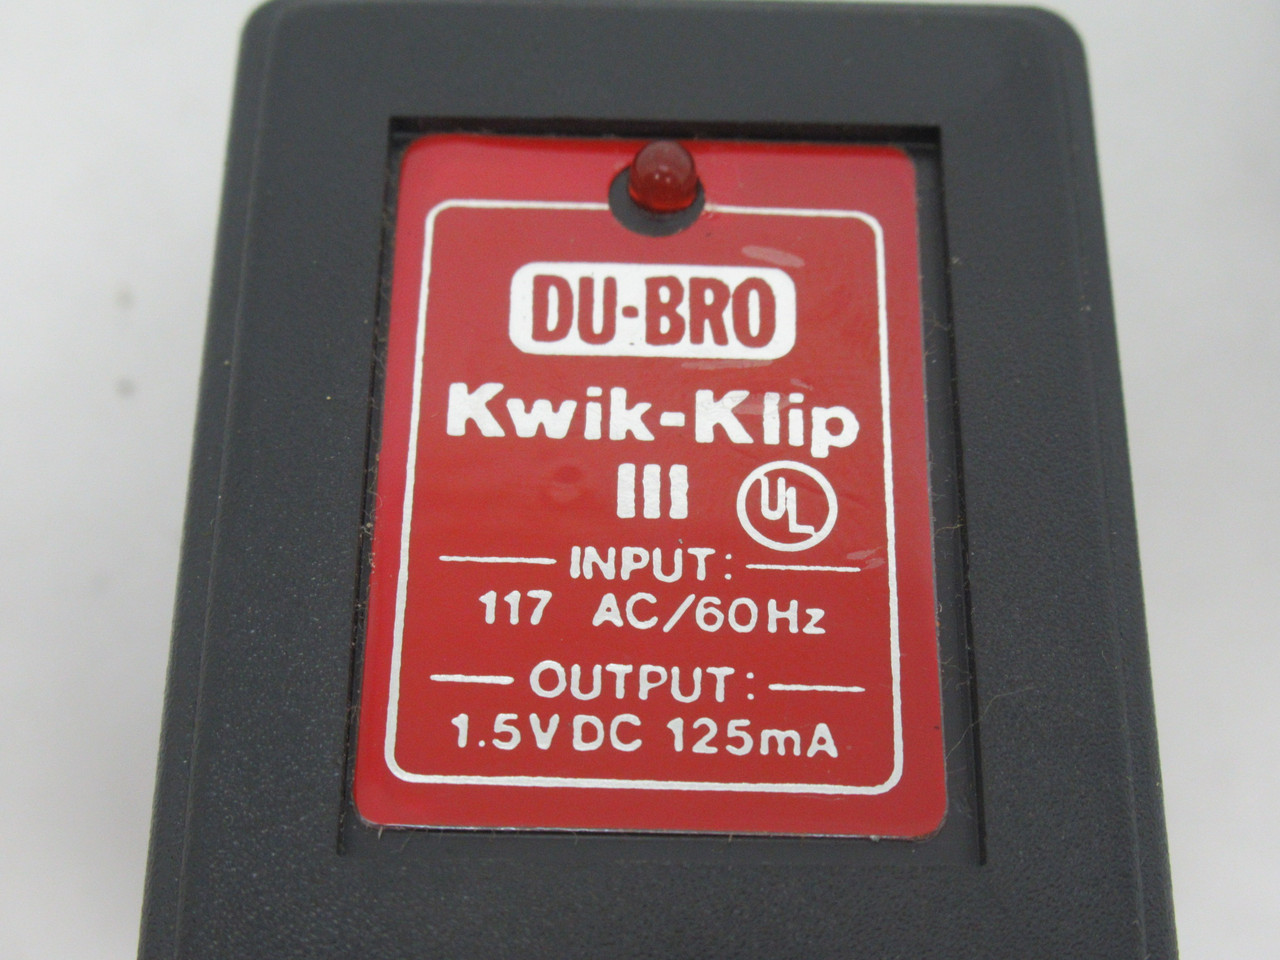 DU-BRO
Kwik-Klip
III UL
INPUT:
117 AC/60Hz
OUTPUT:
1.5VDC 125mA